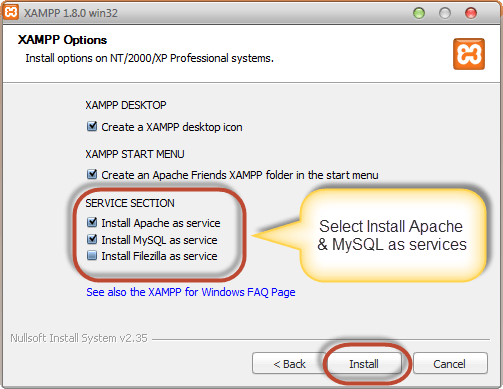 XAMPP 1.8.0 win32
XAMPP Options
Install options on NT/2000/XP Professional systems.
XAMPP DESKTOP
Create a XAMPP desktop icon
XAMPP START MENU
Create an Apache Friends XAMPP folder in the start menu
SERVICE SECTION
Install Apache as service
Install MySQL as service
Install Filezilla as service
Select Install Apache
& MySQL as services
See also the XAMPP for Windows FAQ Page
Nullsoft Install System v2.35
< Back
Install
Cancel